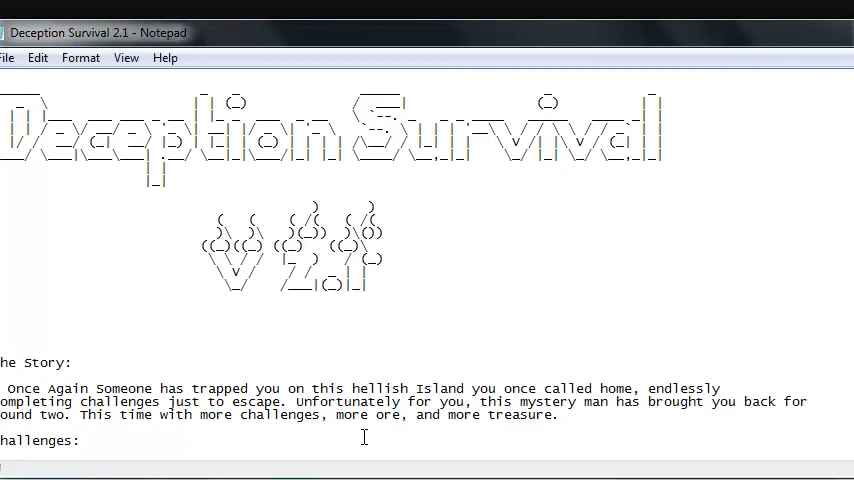 Deception Survival 2.1 - Notepad
File Edit Format View Help
Deception Survival
V 2.1
he Story:
Once Again Someone has trapped you on this hellish Island you once called home, endlessly
ompleting challenges just to escape. Unfortunately for you, this mystery man has brought you back for
ound two. This time with more challenges, more ore, and more treasure.
hallenges: